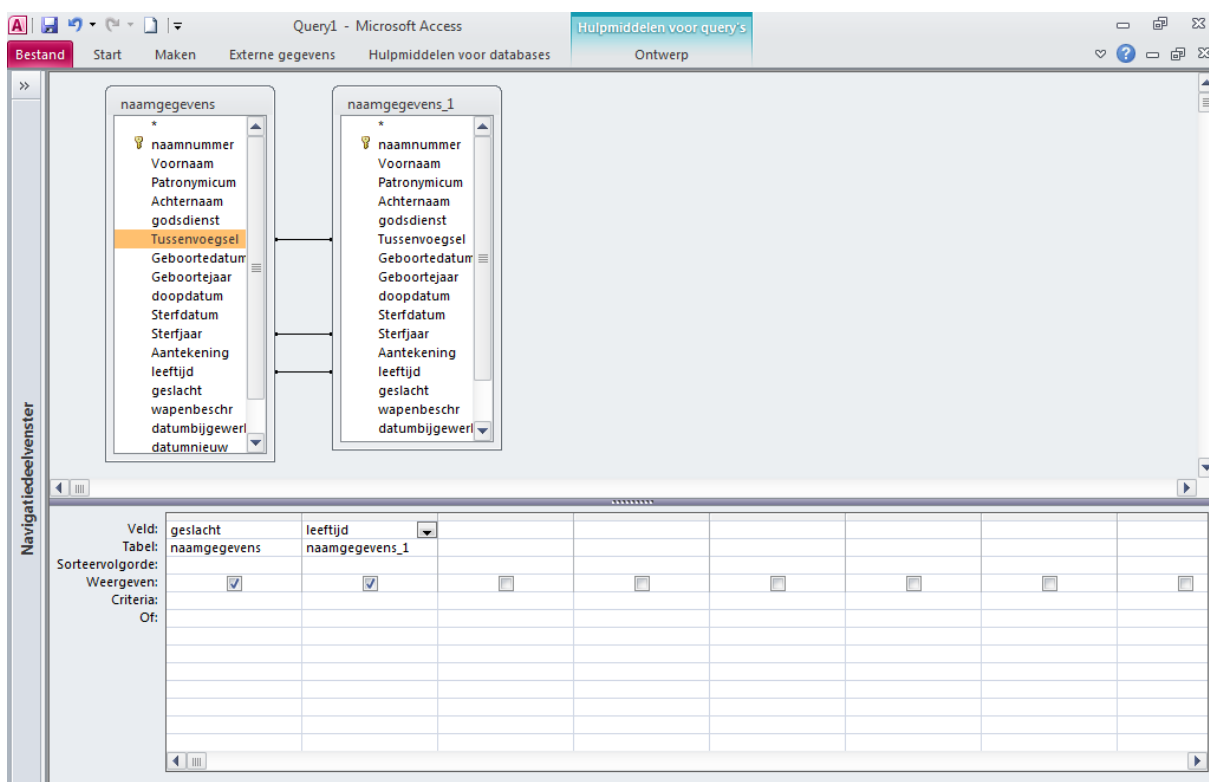 Query1 - Microsoft Access
Hulpmiddelen voor query's
Bestand Start Maken Externe gegevens Hulpmiddelen voor databases Ontwerp
Navigatiedeelvenster
naamgegevens
*
naamnummer
Voornaam
Patronymicum
Achternaam
godsdienst
Tussenvoegsel
Geboortedatum
Geboortejaar
doopdatum
Sterfdatum
Sterfjaar
Aantekening
leeftijd
geslacht
wapenbeschr
datumbijgewerl
datumnieuw
naamgegevens_1
*
naamnummer
Voornaam
Patronymicum
Achternaam
godsdienst
Tussenvoegsel
Geboortedatum
Geboortejaar
doopdatum
Sterfdatum
Sterfjaar
Aantekening
leeftijd
geslacht
wapenbeschr
datumbijgewerl
Veld: geslacht leeftijd
Tabel: naamgegevens naamgegevens_1
Sorteervolgorde:
Weergeven:
Criteria:
Of: